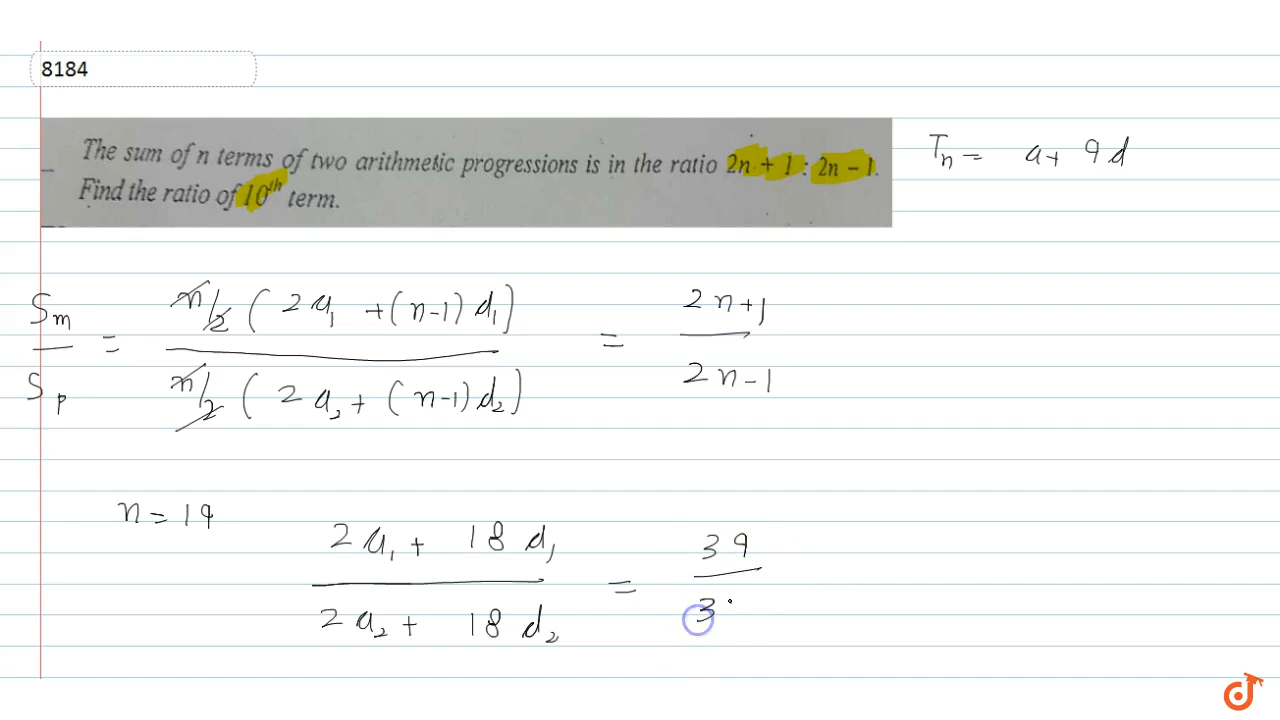 8184
The sum of n terms of two arithmetic progressions is in the ratio 2n + 1 : 2n – 1.
Find the ratio of 10th term.
Tn = a + 9d
Sm / Sp = n/2 ( 2a1 + (n-1) d1 ) / n/2 ( 2a2 + (n-1) d2 ) = 2n+1 / 2n-1
n = 19
2a1 + 18 d1 / 2a2 + 18 d2 = 39 / 3